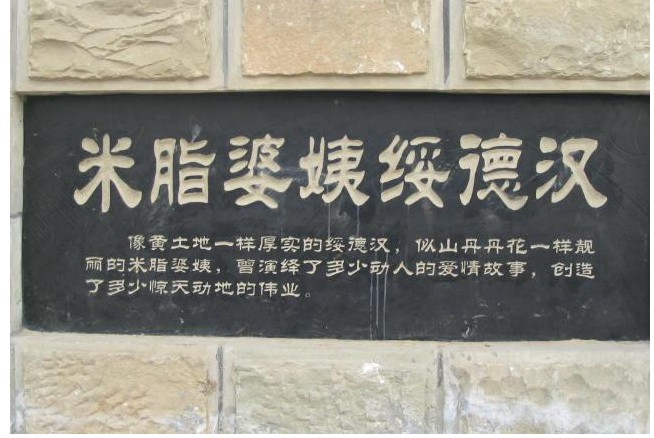 米脂婆姨绥德汉
像黄土地一样厚实的绥德汉，似山丹丹花一样靓
丽的米脂婆姨，曾演绎了多少动人的爱情故事，创造
了多少惊天动地的伟业。